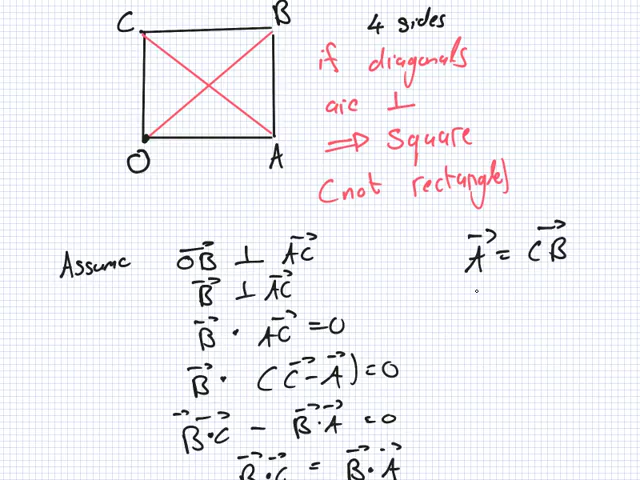 C B
4 sides
O A
if diagonals
are ⊥
⇒ square
(not rectangle)
Assume OB⃗ ⊥ AC⃗
B⃗ ⊥ AC⃗
B⃗ · AC⃗ = 0
B⃗ · (C⃗ - A⃗) = 0
B⃗·C⃗ - B⃗·A⃗ = 0
B⃗·C⃗ = B⃗·A⃗
A⃗ = CB⃗